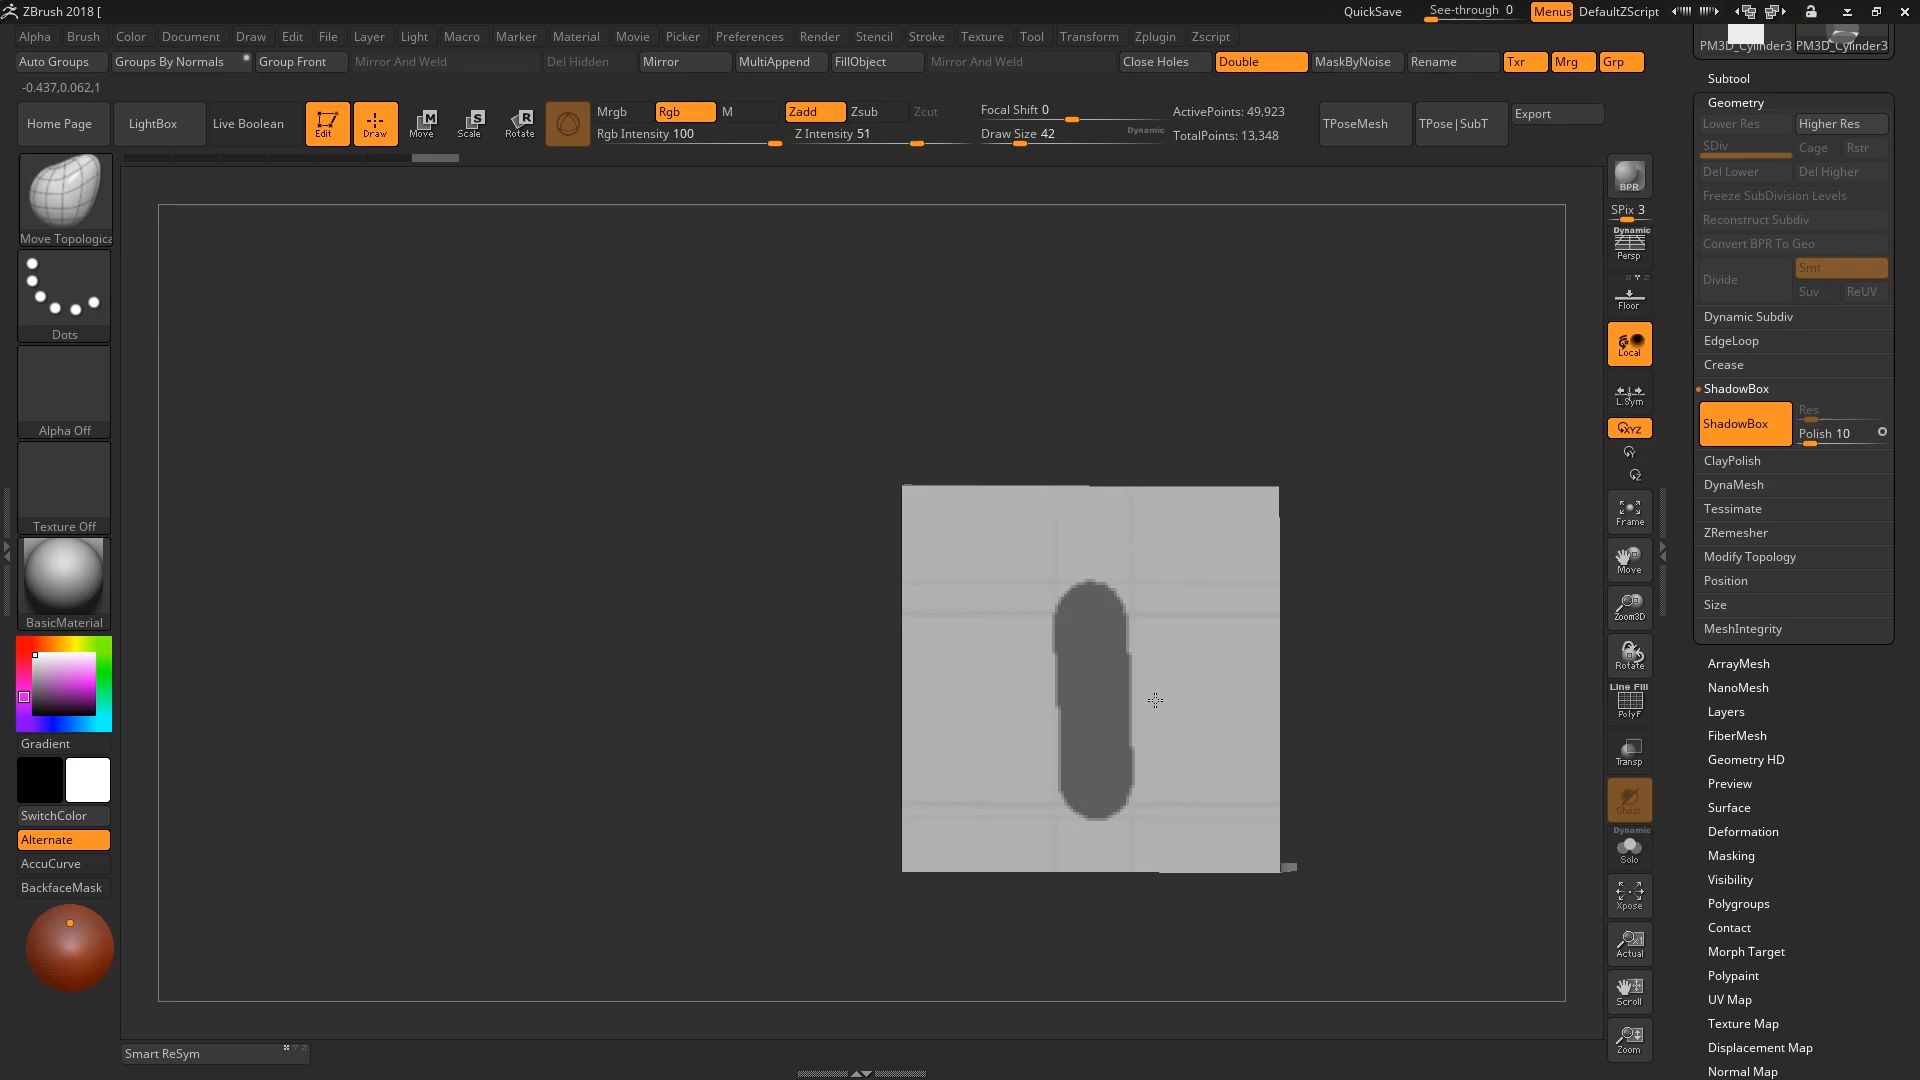 ZBrush 2018 [
QuickSave See-through 0 Menus DefaultZScript
Alpha Brush Color Document Draw Edit File Layer Light Macro Marker Material Movie Picker Preferences Render Stencil Stroke Texture Tool Transform Zplugin Zscript
Auto Groups Groups By Normals Group Front Mirror And Weld Del Hidden Mirror MultiAppend FillObject Mirror And Weld Close Holes Double MaskByNoise Rename Txr Mrg Grp
-0.437,0.062,1
Home Page LightBox Live Boolean Edit Draw Move Scale Rotate
Mrgb Rgb M Zadd Zsub Zcut Focal Shift 0 ActivePoints: 49,923
Rgb Intensity 100 Z Intensity 51 Draw Size 42 Dynamic TotalPoints: 13,348
TPoseMesh TPose|SubT Export
Move Topologica
Dots
Alpha Off
Texture Off
BasicMaterial
Gradient
SwitchColor
Alternate
AccuCurve
BackfaceMask
Smart ReSym
BPR
SPix 3
Dynamic
Persp
Floor
Local
L.Sym
XYZ
Y
Z
Frame
Move
Zoom3D
Rotate
Line Fill
PolyF
Transp
Ghost
Dynamic
Solo
Xpose
Actual
Scroll
Zoom
PM3D_Cylinder3 PM3D_Cylinder3
Subtool
Geometry
Lower Res Higher Res
SDiv Cage Rstr
Del Lower Del Higher
Freeze SubDivision Levels
Reconstruct Subdiv
Convert BPR To Geo
Divide Smt
Suv ReUV
Dynamic Subdiv
EdgeLoop
Crease
ShadowBox
ShadowBox Res
Polish 10
ClayPolish
DynaMesh
Tessimate
ZRemesher
Modify Topology
Position
Size
MeshIntegrity
ArrayMesh
NanoMesh
Layers
FiberMesh
Geometry HD
Preview
Surface
Deformation
Masking
Visibility
Polygroups
Contact
Morph Target
Polypaint
UV Map
Texture Map
Displacement Map
Normal Map